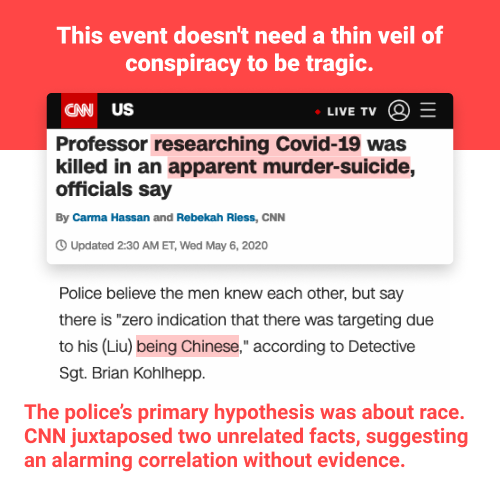 This event doesn't need a thin veil of
conspiracy to be tragic.
CNN US LIVE TV
Professor researching Covid-19 was
killed in an apparent murder-suicide,
officials say
By Carma Hassan and Rebekah Riess, CNN
Updated 2:30 AM ET, Wed May 6, 2020
Police believe the men knew each other, but say
there is "zero indication that there was targeting due
to his (Liu) being Chinese," according to Detective
Sgt. Brian Kohlhepp.
The police's primary hypothesis was about race.
CNN juxtaposed two unrelated facts, suggesting
an alarming correlation without evidence.